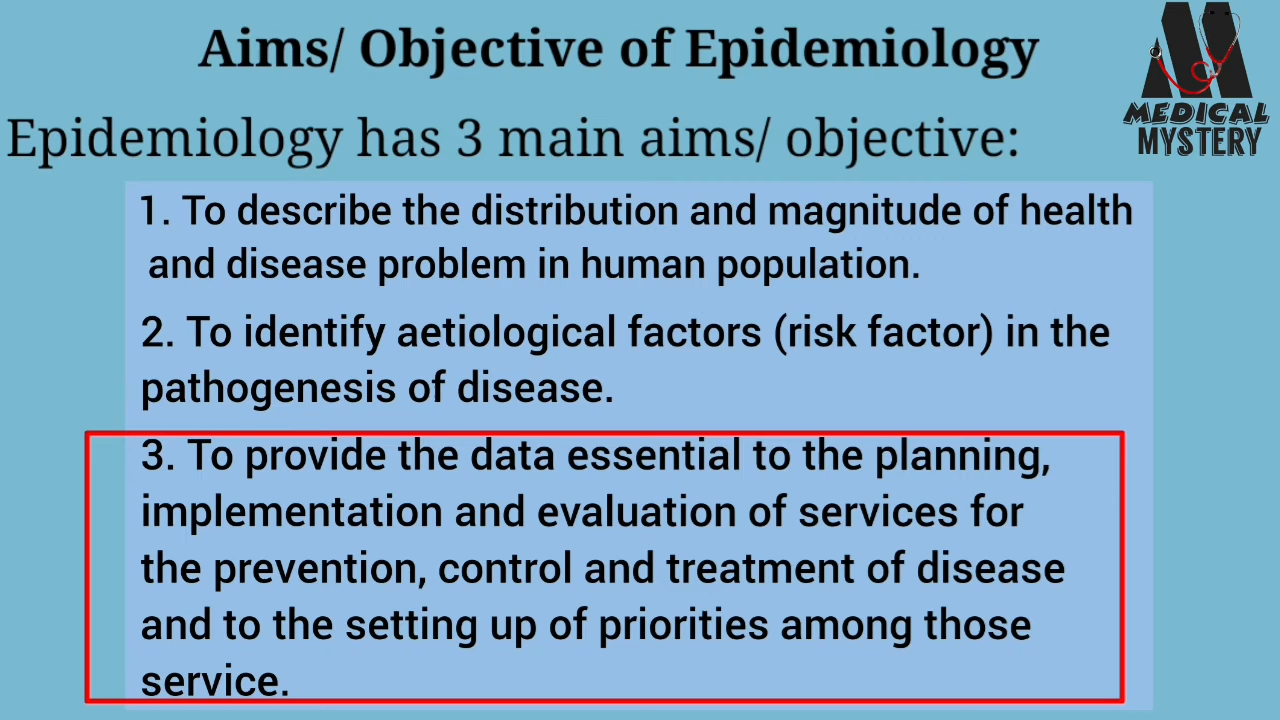 Aims/ Objective of Epidemiology
MEDICAL
MYSTERY
Epidemiology has 3 main aims/ objective:
1. To describe the distribution and magnitude of health
and disease problem in human population.
2. To identify aetiological factors (risk factor) in the
pathogenesis of disease.
3. To provide the data essential to the planning,
implementation and evaluation of services for
the prevention, control and treatment of disease
and to the setting up of priorities among those
service.